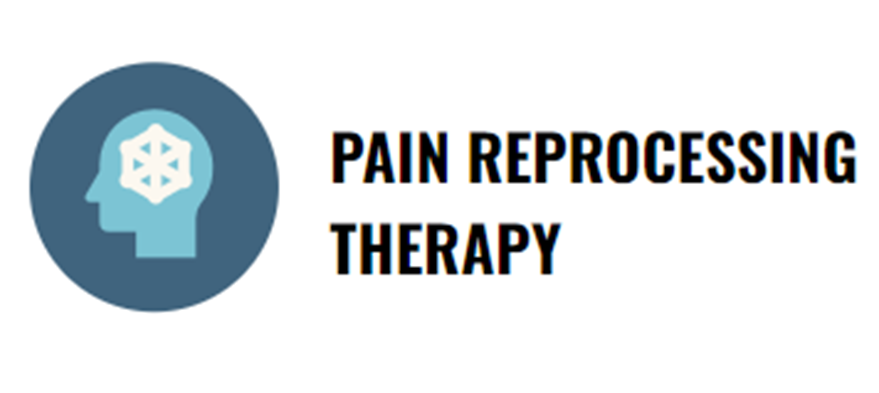 PAIN REPROCESSING
THERAPY